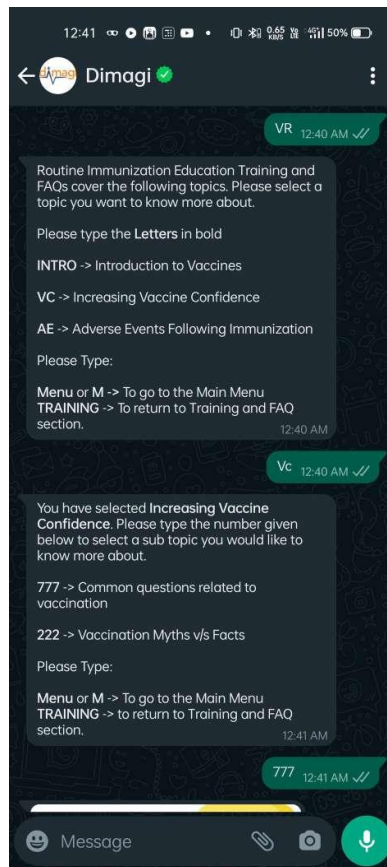 12:41
0.65 KB/S
Vo LTE
4G+
50%
dimagi
Dimagi
VR 12:40 AM
Routine Immunization Education Training and
FAQs cover the following topics. Please select a
topic you want to know more about.
Please type the Letters in bold
INTRO -> Introduction to Vaccines
VC -> Increasing Vaccine Confidence
AE -> Adverse Events Following Immunization
Please Type:
Menu or M -> To go to the Main Menu
TRAINING -> To return to Training and FAQ
section.
12:40 AM
Vc 12:40 AM
You have selected Increasing Vaccine
Confidence. Please type the number given
below to select a sub topic you would like to
know more about.
777 -> Common questions related to
vaccination
222 -> Vaccination Myths v/s Facts
Please Type:
Menu or M -> To go to the Main Menu
TRAINING -> to return to Training and FAQ
section.
12:41 AM
777 12:41 AM
Message